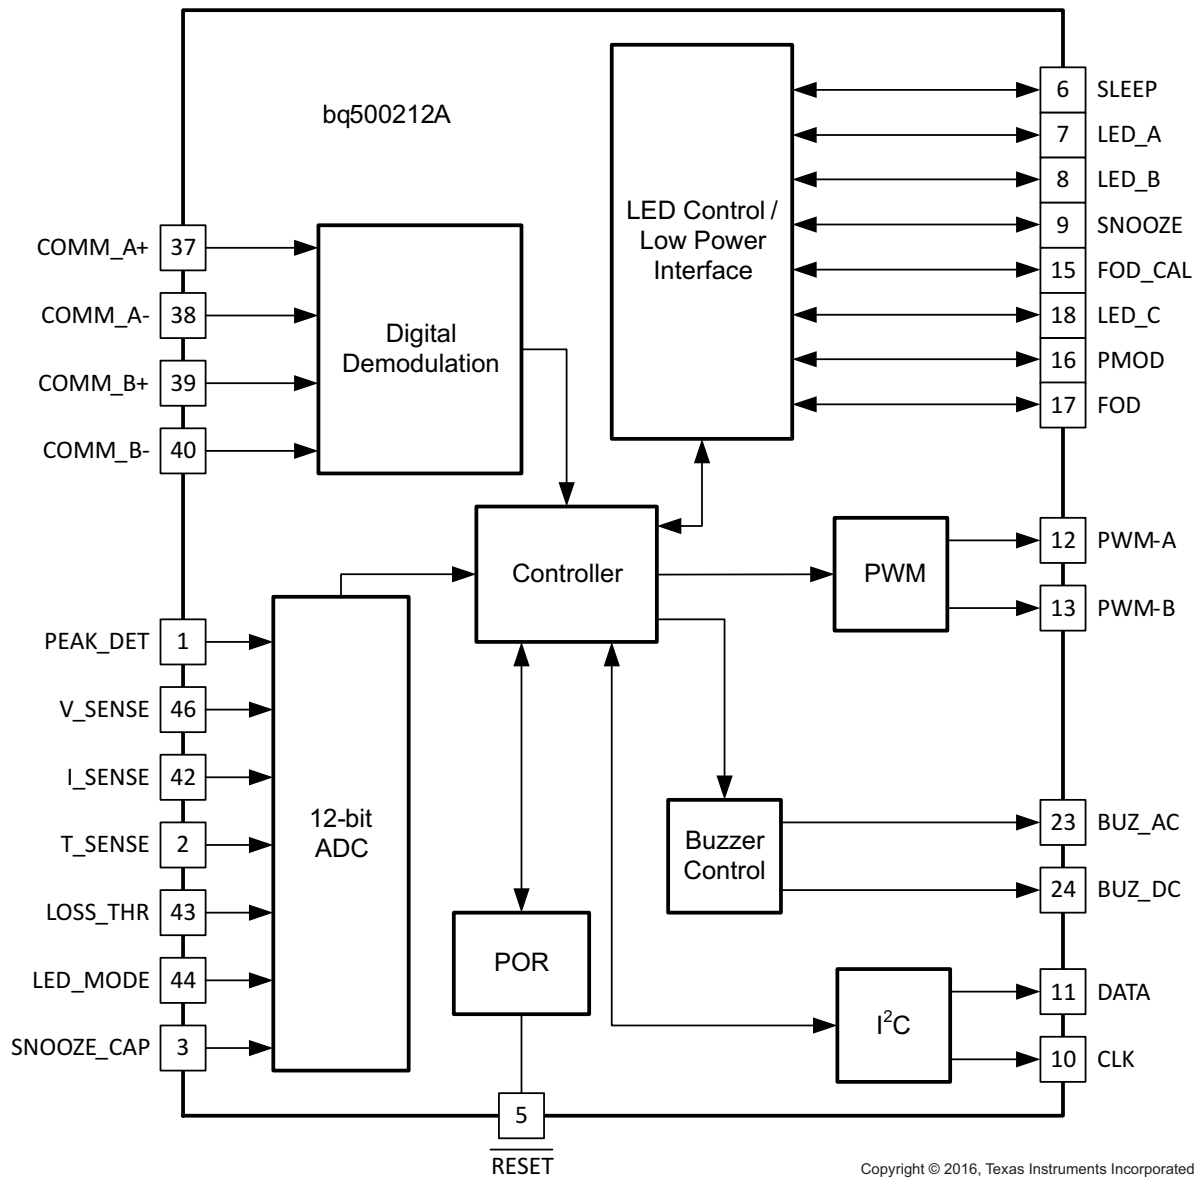 bq500212A
COMM_A+ 37
COMM_A- 38
COMM_B+ 39
COMM_B- 40
Digital
Demodulation
LED Control /
Low Power
Interface
6 SLEEP
7 LED_A
8 LED_B
9 SNOOZE
15 FOD_CAL
18 LED_C
16 PMOD
17 FOD
Controller
PWM
12 PWM-A
13 PWM-B
PEAK_DET 1
V_SENSE 46
I_SENSE 42
T_SENSE 2
LOSS_THR 43
LED_MODE 44
SNOOZE_CAP 3
12-bit
ADC
Buzzer
Control
23 BUZ_AC
24 BUZ_DC
POR
I²C
11 DATA
10 CLK
5
RESET
Copyright © 2016, Texas Instruments Incorporated